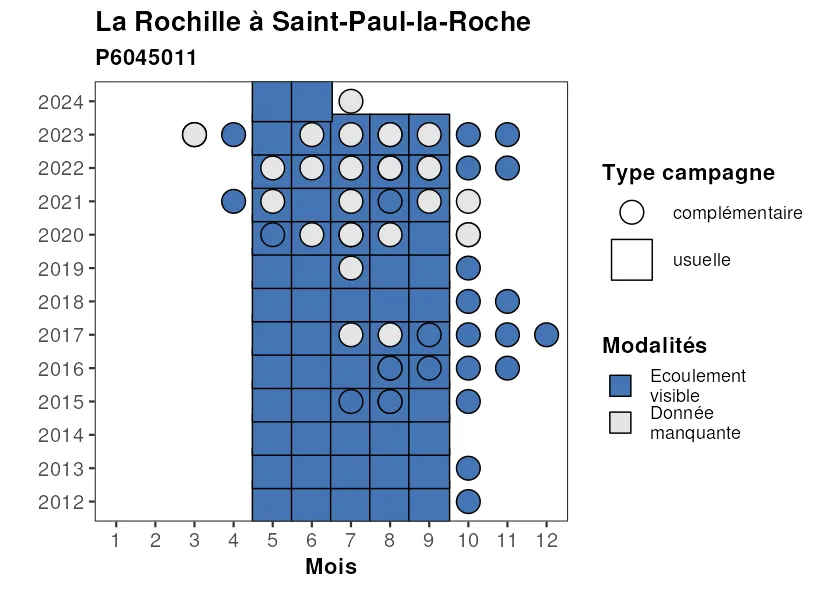 La Rochille à Saint-Paul-la-Roche
P6045011
2024
2023
2022
2021
2020
2019
2018
2017
2016
2015
2014
2013
2012
1 2 3 4 5 6 7 8 9 10 11 12
Mois
Type campagne
complémentaire
usuelle
Modalités
Ecoulement
visible
Donnée
manquante